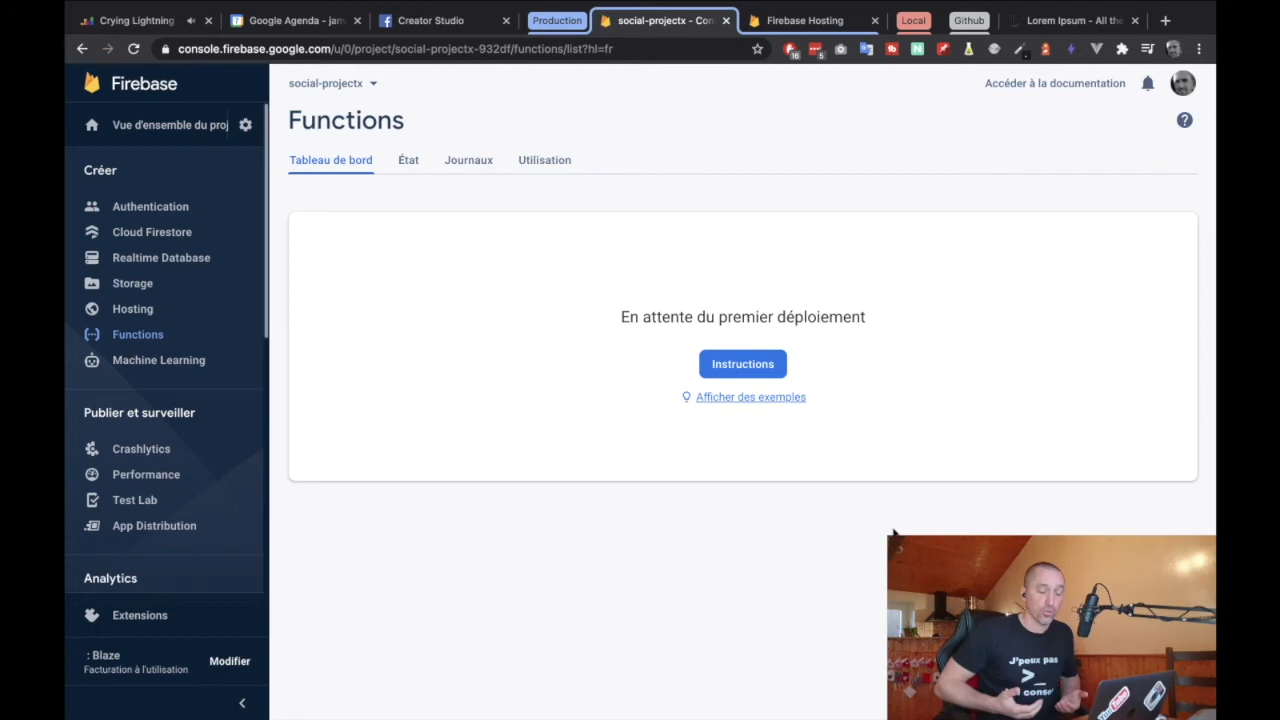 Crying Lightning
Google Agenda - jan
Creator Studio
Production
social-projectx - Con
Firebase Hosting
Local
Github
Lorem Ipsum - All the
console.firebase.google.com/u/0/project/social-projectx-932df/functions/list?hl=fr
16
5
Firebase
social-projectx
Accéder à la documentation
Vue d'ensemble du proj
Functions
Tableau de bord
État
Journaux
Utilisation
Créer
Authentication
Cloud Firestore
Realtime Database
Storage
Hosting
Functions
Machine Learning
En attente du premier déploiement
Instructions
Afficher des exemples
Publier et surveiller
Crashlytics
Performance
Test Lab
App Distribution
Analytics
Extensions
: Blaze
Facturation à l'utilisation
Modifier
J'peux pas
>_
consol
YouTube